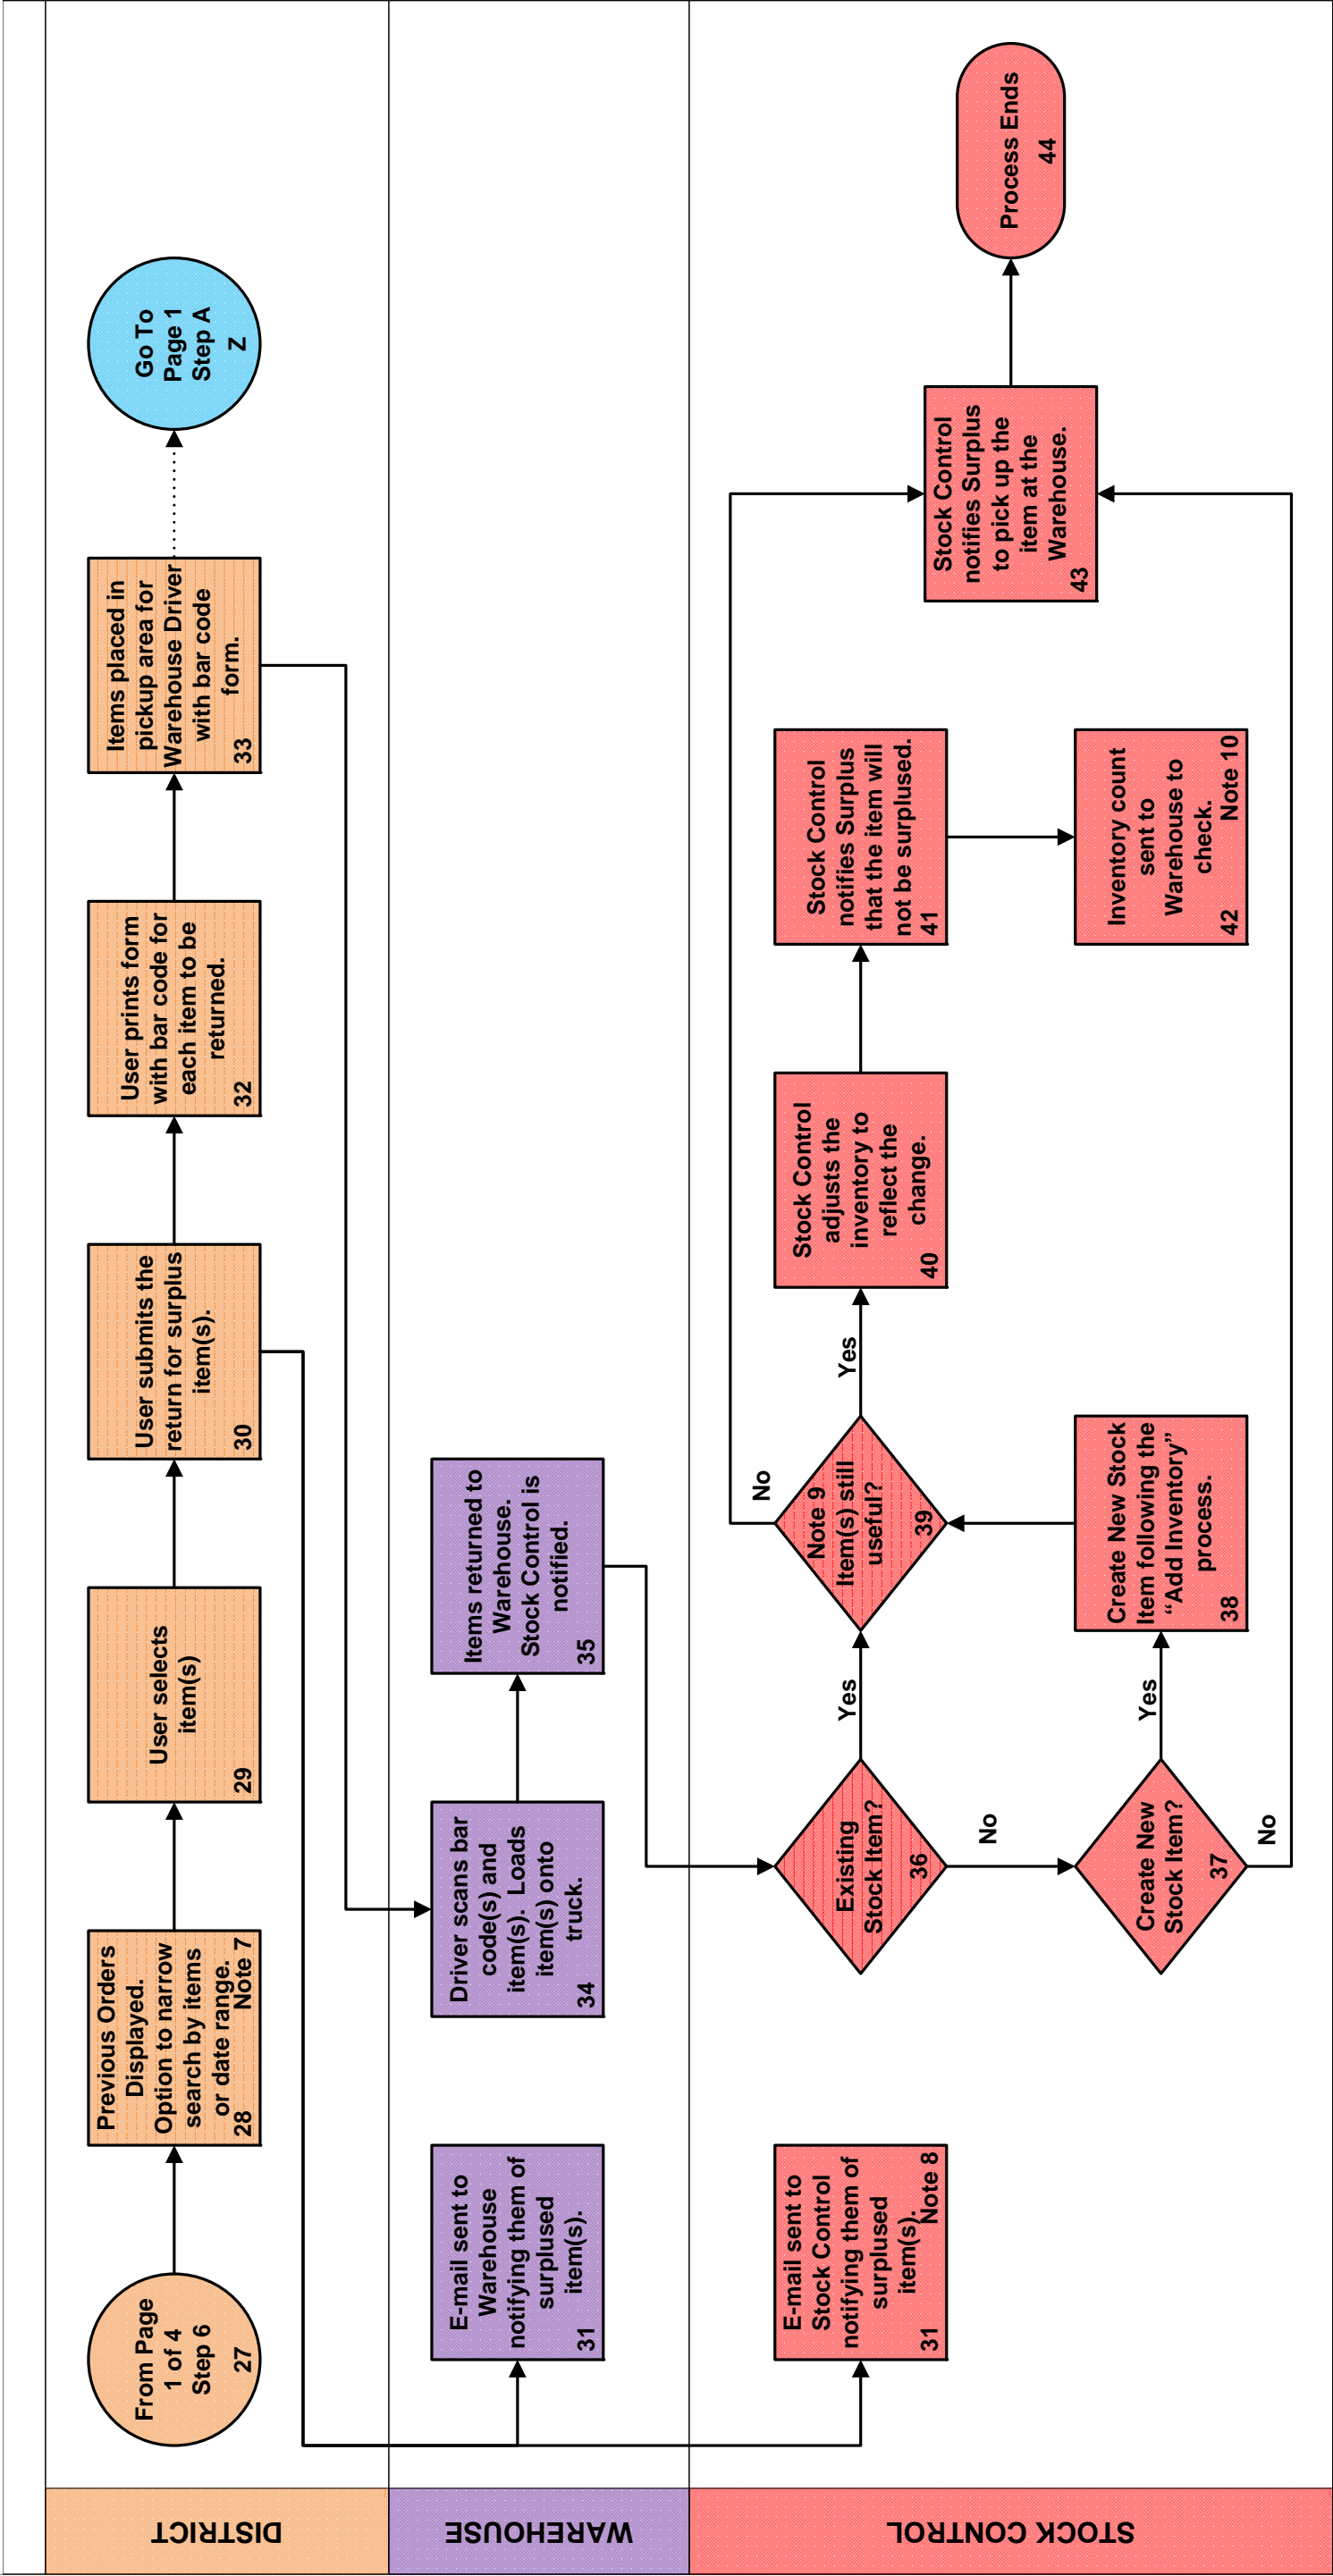 DISTRICT
From Page
1 of 4
Step 6
27
Previous Orders
Displayed.
Option to narrow
search by items
or date range.
28
Note 7
User selects
item(s)
29
User submits the
return for surplus
item(s).
30
User prints form
with bar code for
each item to be
returned.
32
Items placed in
pickup area for
Warehouse Driver
with bar code
form.
33
Go To
Page 1
Step A
Z
WAREHOUSE
E-mail sent to
Warehouse
notifying them of
surplused
item(s).
31
Driver scans bar
code(s) and
item(s). Loads
item(s) onto
truck.
34
Items returned to
Warehouse.
Stock Control is
notified.
35
STOCK CONTROL
E-mail sent to
Stock Control
notifying them of
surplused
item(s).
31
Note 8
Existing
Stock Item?
36
Yes
No
Create New
Stock Item?
37
Yes
No
Create New Stock
Item following the
“Add Inventory”
process.
38
Note 9
Item(s) still
useful?
39
No
Yes
Stock Control
adjusts the
inventory to
reflect the
change.
40
Stock Control
notifies Surplus
that the item will
not be surplused.
41
Inventory count
sent to
Warehouse to
check.
42
Note 10
Stock Control
notifies Surplus
to pick up the
item at the
Warehouse.
43
Process Ends
44